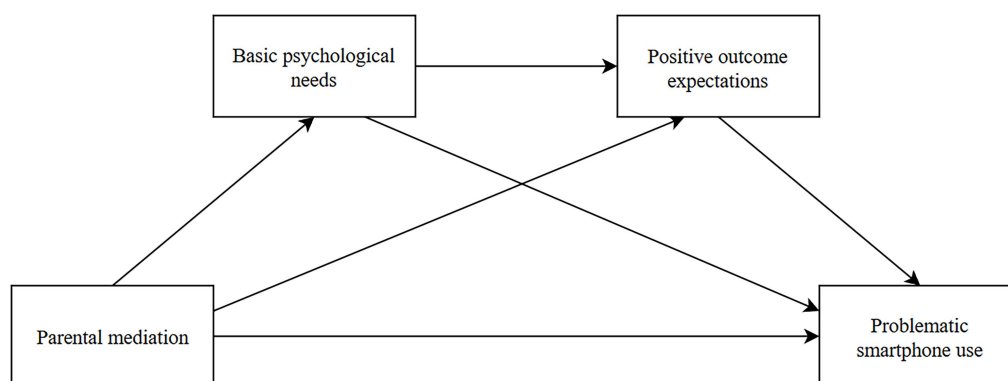 Basic psychological
needs
Positive outcome
expectations
Parental mediation
Problematic
smartphone use